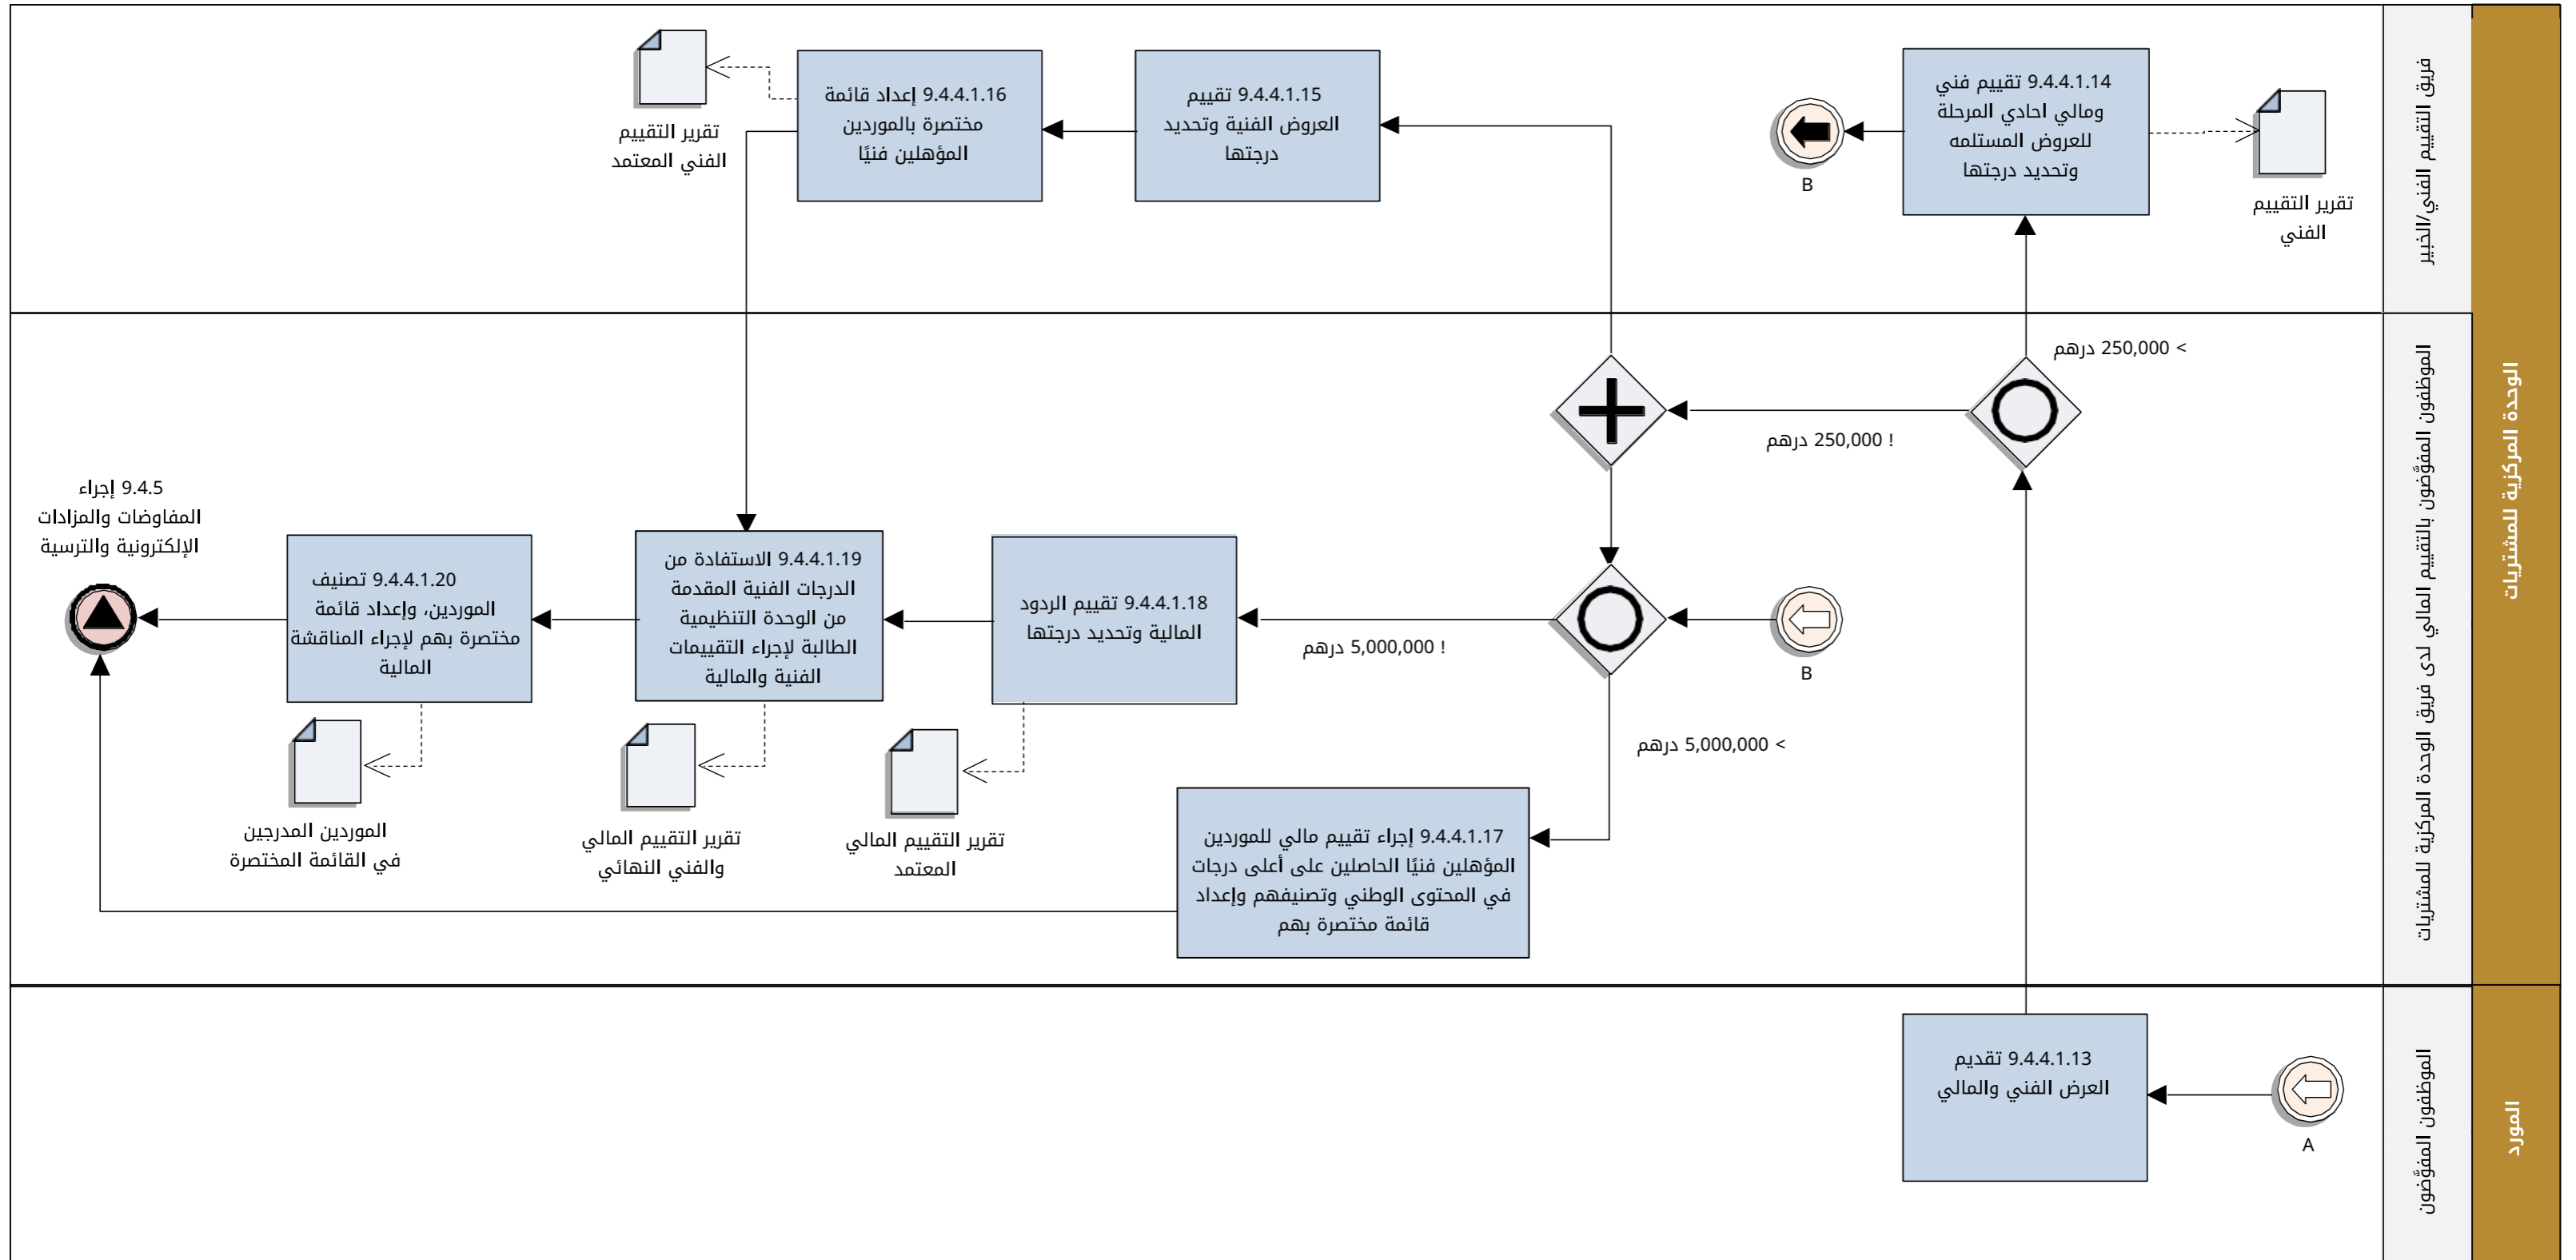 الوحدة المركزية للمشتريات
فريق التقييم الفني/الخبير
9.4.4.1.14 تقييم فني
ومالي احادي المرحلة
للعروض المستلمه
وتحديد درجتها
تقرير التقييم
الفني
B
9.4.4.1.15 تقييم
العروض الفنية وتحديد
درجتها
9.4.4.1.16 إعداد قائمة
مختصرة بالموردين
المؤهلين فنيًا
تقرير التقييم
الفني المعتمد
الموظفون المفوَّضون بالتقييم المالي لدى فريق الوحدة المركزية للمشتريات
> 250,000 درهم
! 250,000 درهم
B
! 5,000,000 درهم
> 5,000,000 درهم
9.4.4.1.17 إجراء تقييم مالي للموردين
المؤهلين فنيًا الحاصلين على أعلى درجات
في المحتوى الوطني وتصنيفهم وإعداد
قائمة مختصرة بهم
9.4.4.1.18 تقييم الردود
المالية وتحديد درجتها
تقرير التقييم المالي
المعتمد
9.4.4.1.19 الاستفادة من
الدرجات الفنية المقدمة
من الوحدة التنظيمية
الطالبة لإجراء التقييمات
الفنية والمالية
تقرير التقييم المالي
والفني النهائي
9.4.4.1.20 تصنيف
الموردين، وإعداد قائمة
مختصرة بهم لإجراء المناقشة
المالية
الموردين المدرجين
في القائمة المختصرة
9.4.5 إجراء
المفاوضات والمزادات
الإلكترونية والترسية
المورد
الموظفون المفوَّضون
A
9.4.4.1.13 تقديم
العرض الفني والمالي